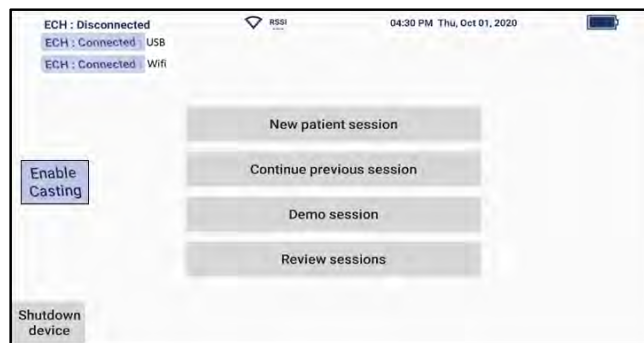 ECH : Disconnected RSSI 04:30 PM Thu, Oct 01, 2020
ECH : Connected : USB
ECH : Connected : Wifi
New patient session
Continue previous session
Enable
Casting
Demo session
Review sessions
Shutdown
device